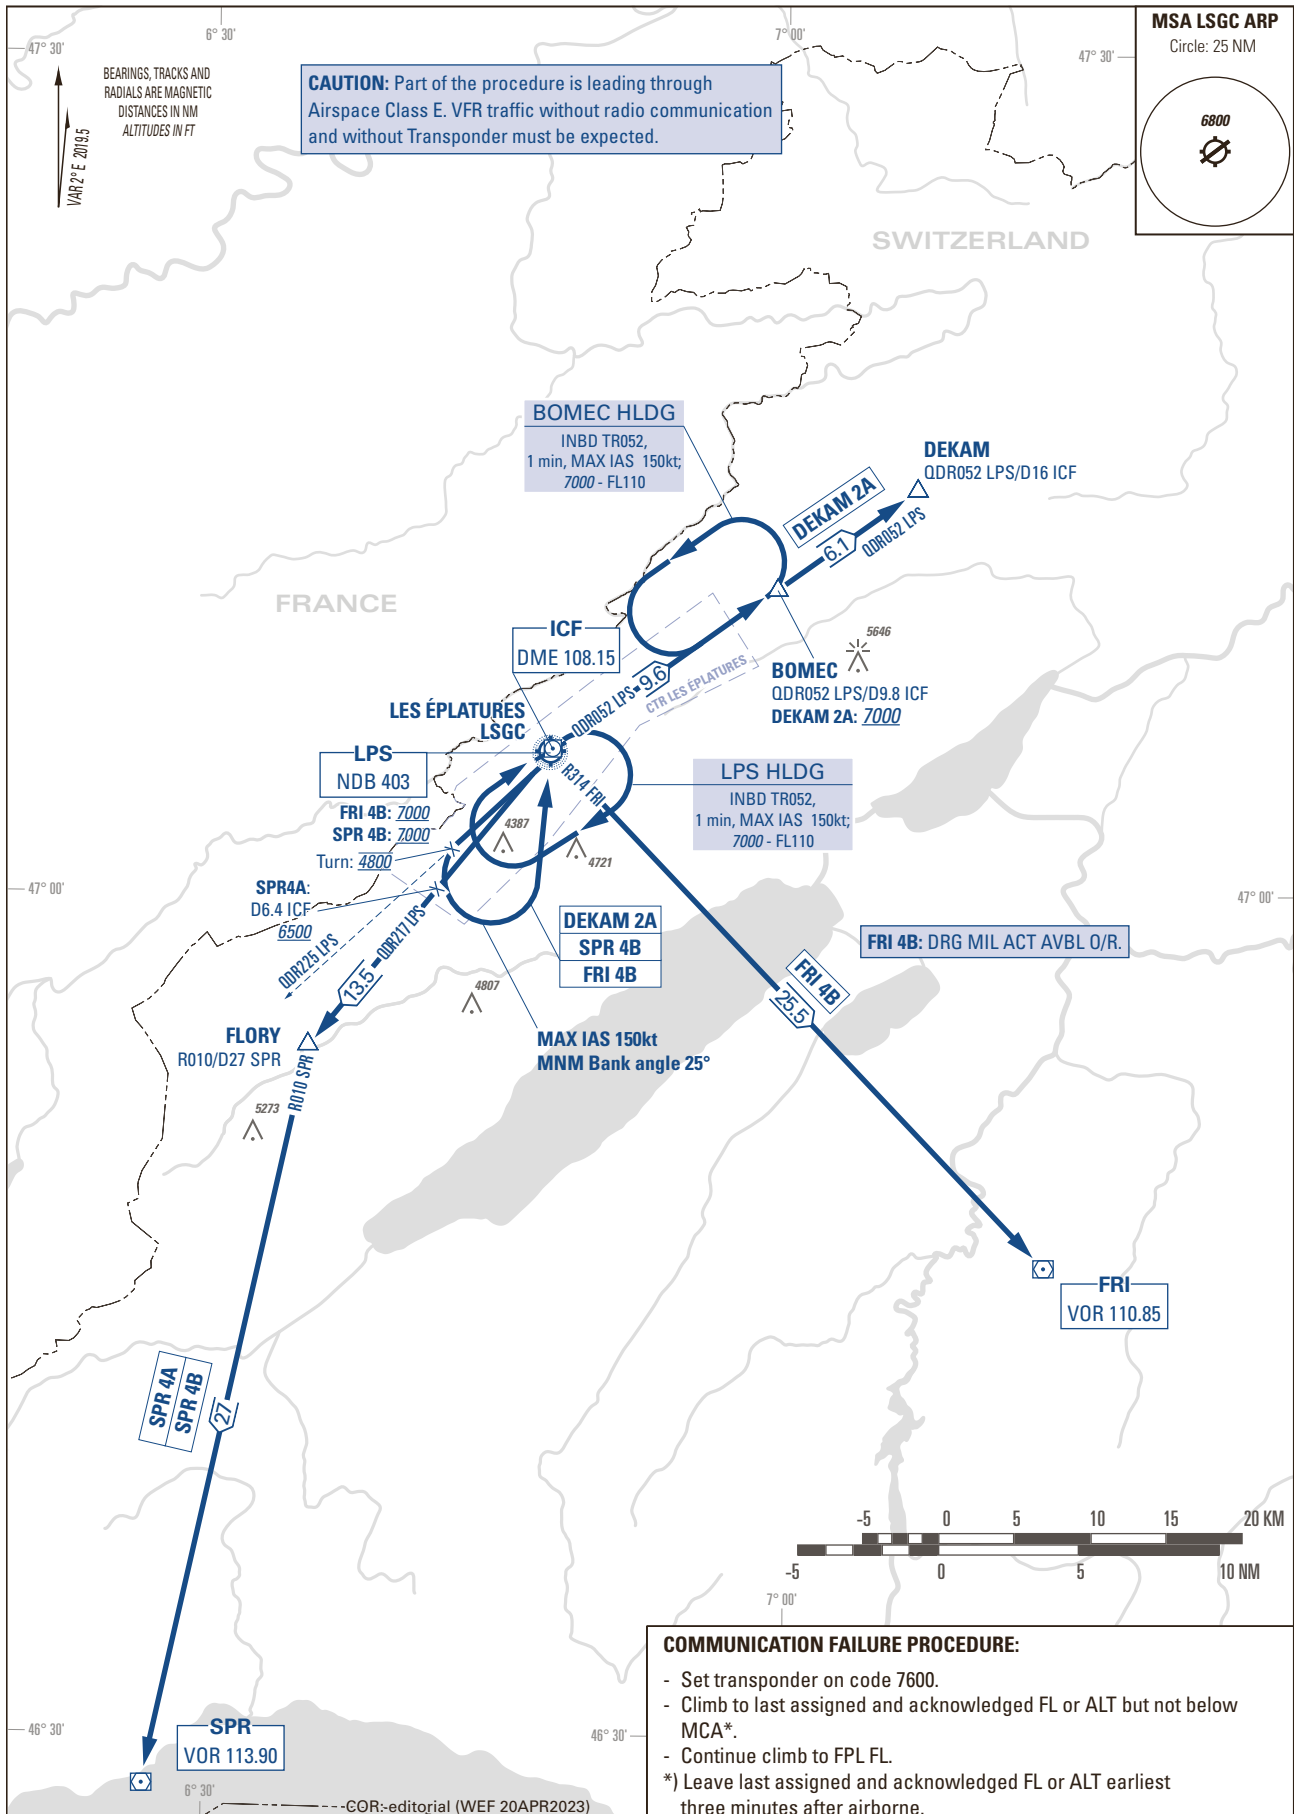 47° 30'
6° 30'
7° 00'
47° 30'
MSA LSGC ARP
Circle: 25 NM
6800
BEARINGS, TRACKS AND
RADIALS ARE MAGNETIC
DISTANCES IN NM
ALTITUDES IN FT
VAR 2° E 2019.5
CAUTION: Part of the procedure is leading through
Airspace Class E. VFR traffic without radio communication
and without Transponder must be expected.
SWITZERLAND
BOMEC HLDG
INBD TR052,
1 min, MAX IAS 150kt;
7000 - FL110
DEKAM
QDR052 LPS/D16 ICF
DEKAM 2A
6.1
QDR052 LPS
FRANCE
ICF
DME 108.15
5646
BOMEC
QDR052 LPS/D9.8 ICF
DEKAM 2A: 7000
QDR052 LPS
9.6
CTR LES ÉPLATURES
LES ÉPLATURES
LSGC
LPS
NDB 403
R314 FRI
LPS HLDG
INBD TR052,
1 min, MAX IAS 150kt;
7000 - FL110
FRI 4B: 7000
SPR 4B: 7000
Turn: 4800
4387
4721
47° 00'
47° 00'
SPR4A:
D6.4 ICF
6500
QDR225 LPS
QDR217 LPS
13.5
DEKAM 2A
SPR 4B
FRI 4B
FRI 4B: DRG MIL ACT AVBL O/R.
FRI 4B
25.5
4807
FLORY
R010/D27 SPR
R010 SPR
MAX IAS 150kt
MNM Bank angle 25°
5273
FRI
VOR 110.85
SPR 4A
SPR 4B
27
-5 0 5 10 15 20 KM
-5 0 5 10 NM
7° 00'
COMMUNICATION FAILURE PROCEDURE:
- Set transponder on code 7600.
- Climb to last assigned and acknowledged FL or ALT but not below
MCA*.
- Continue climb to FPL FL.
*) Leave last assigned and acknowledged FL or ALT earliest
three minutes after airborne.
46° 30'
46° 30'
SPR
VOR 113.90
6° 30'
COR:-editorial (WEF 20APR2023)